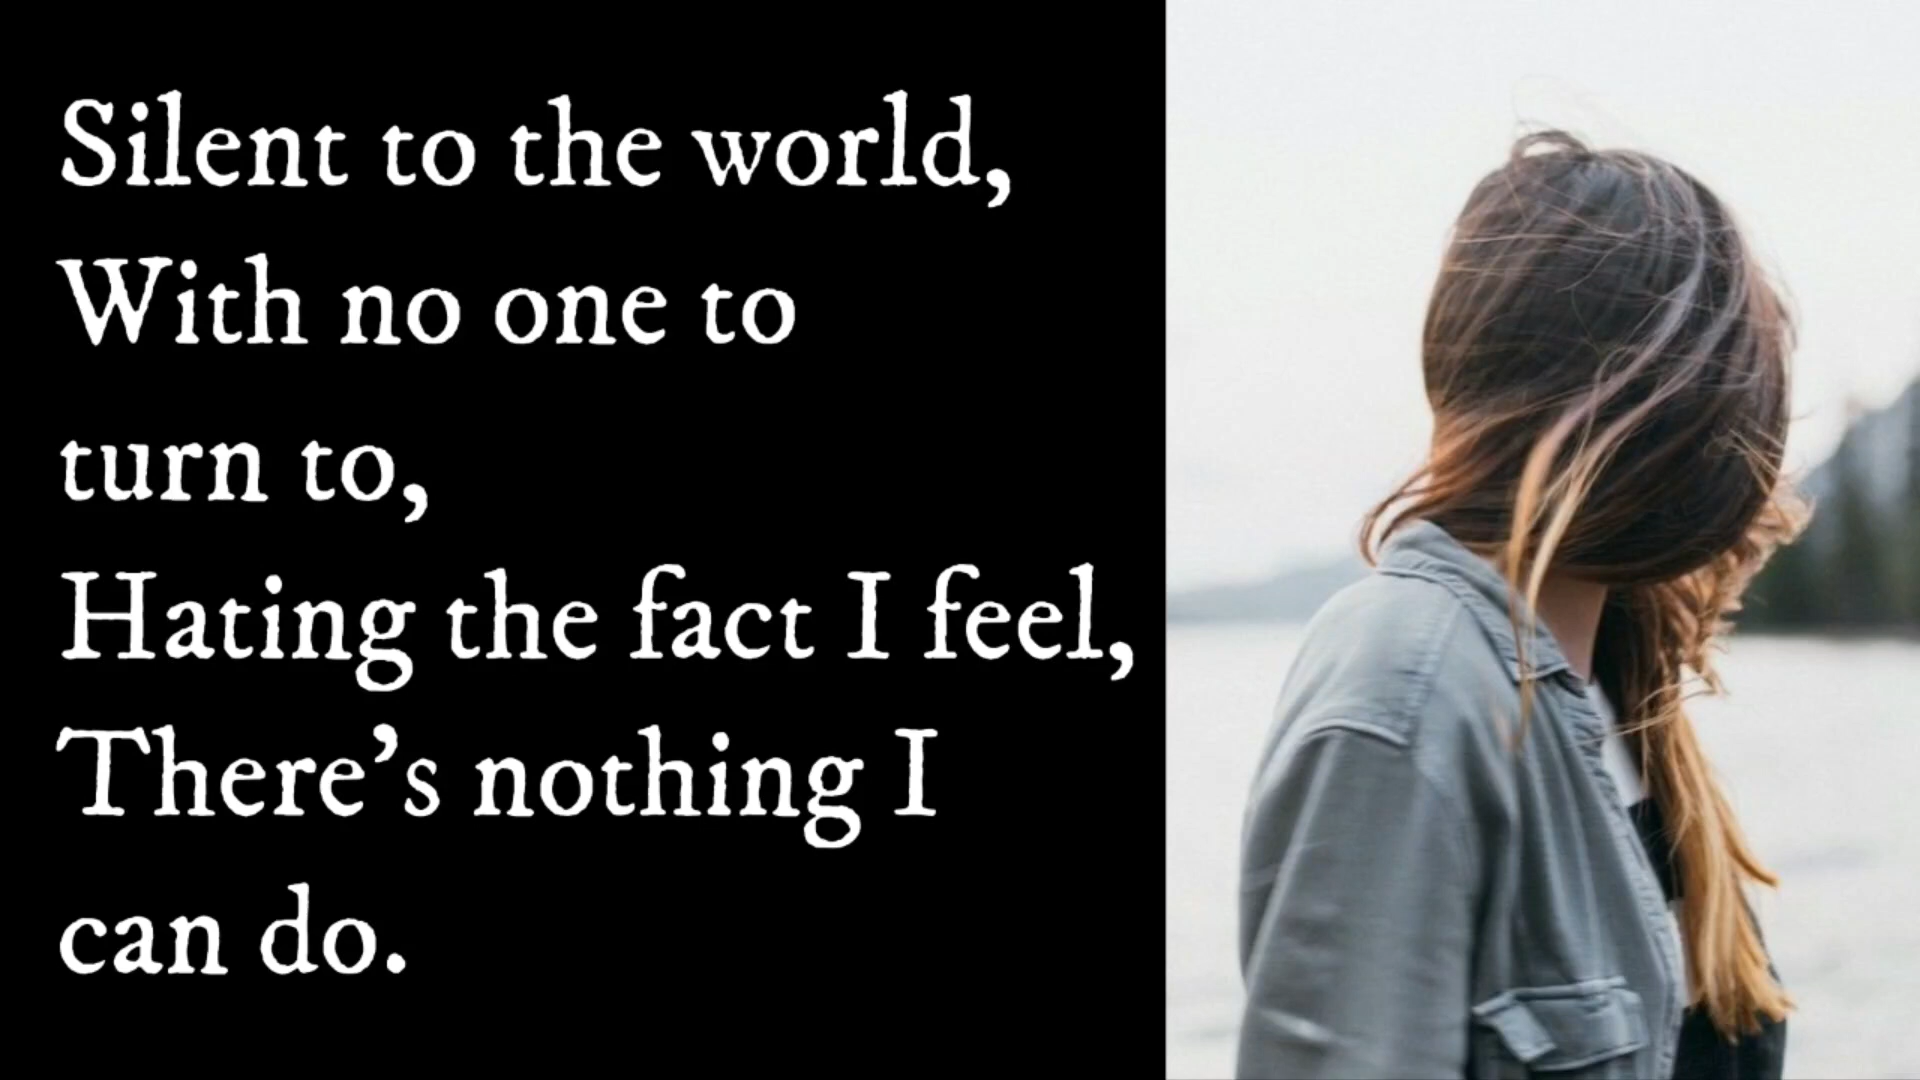 Silent to the world,
With no one to
turn to,
Hating the fact I feel,
There's nothing I
can do.